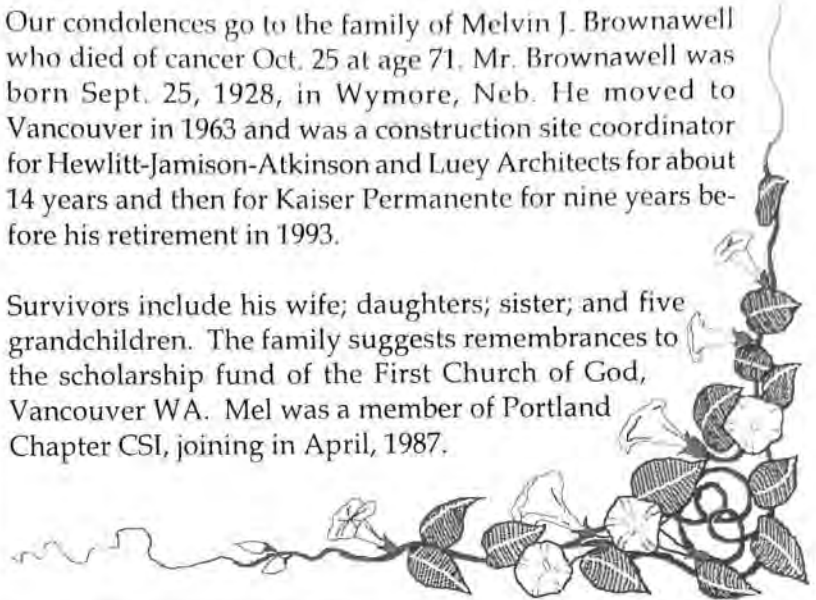 Our condolences go to the family of Melvin J. Brownawell
who died of cancer Oct. 25 at age 71. Mr. Brownawell was
born Sept. 25, 1928, in Wymore, Neb. He moved to
Vancouver in 1963 and was a construction site coordinator
for Hewlitt-Jamison-Atkinson and Luey Architects for about
14 years and then for Kaiser Permanente for nine years be-
fore his retirement in 1993.
Survivors include his wife; daughters; sister; and five
grandchildren. The family suggests remembrances to
the scholarship fund of the First Church of God,
Vancouver WA. Mel was a member of Portland
Chapter CSI, joining in April, 1987.